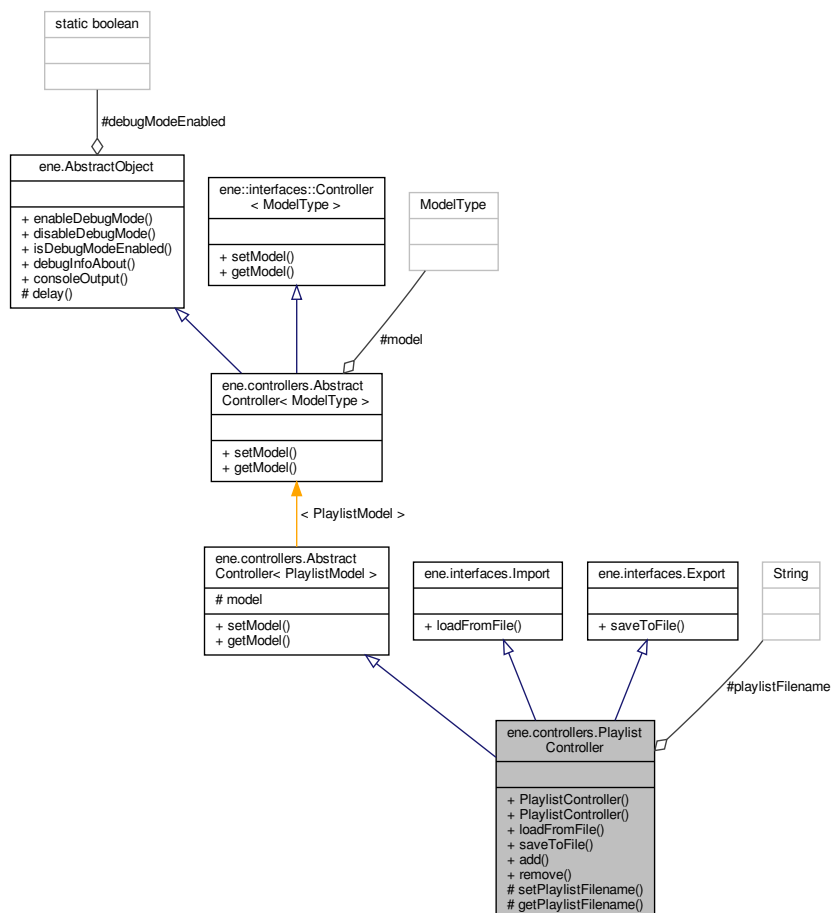 static boolean
#debugModeEnabled
ene.AbstractObject
+ enableDebugMode()
+ disableDebugMode()
+ isDebugModeEnabled()
+ debugInfoAbout()
+ consoleOutput()
# delay()
ene::interfaces::Controller
< ModelType >
+ setModel()
+ getModel()
ModelType
#model
ene.controllers.Abstract
Controller< ModelType >
+ setModel()
+ getModel()
< PlaylistModel >
ene.controllers.Abstract
Controller< PlaylistModel >
# model
+ setModel()
+ getModel()
ene.interfaces.Import
+ loadFromFile()
ene.interfaces.Export
+ saveToFile()
String
#playlistFilename
ene.controllers.Playlist
Controller
+ PlaylistController()
+ PlaylistController()
+ loadFromFile()
+ saveToFile()
+ add()
+ remove()
# setPlaylistFilename()
# getPlaylistFilename()